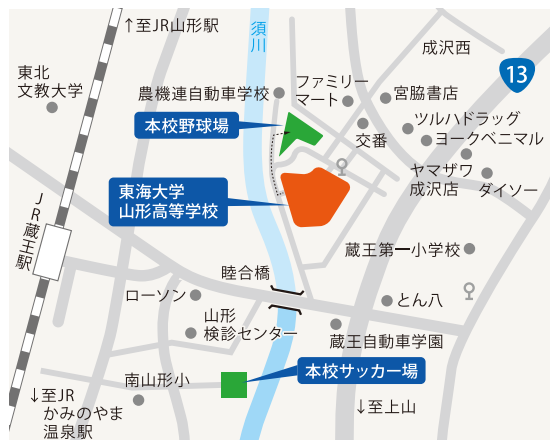 ↑至JR山形駅
須川
成沢西
13
東北
文教大学
農機連自動車学校
ファミリー
マート
宮脇書店
ツルハドラッグ
ヨークベニマル
本校野球場
交番
ヤマザワ
成沢店
ダイソー
東海大学
山形高等学校
JR蔵王駅
蔵王第一小学校
睦合橋
ローソン
とん八
山形
検診センター
蔵王自動車学園
南山形小
本校サッカー場
↓至JR
かみのやま
温泉駅
↓至上山